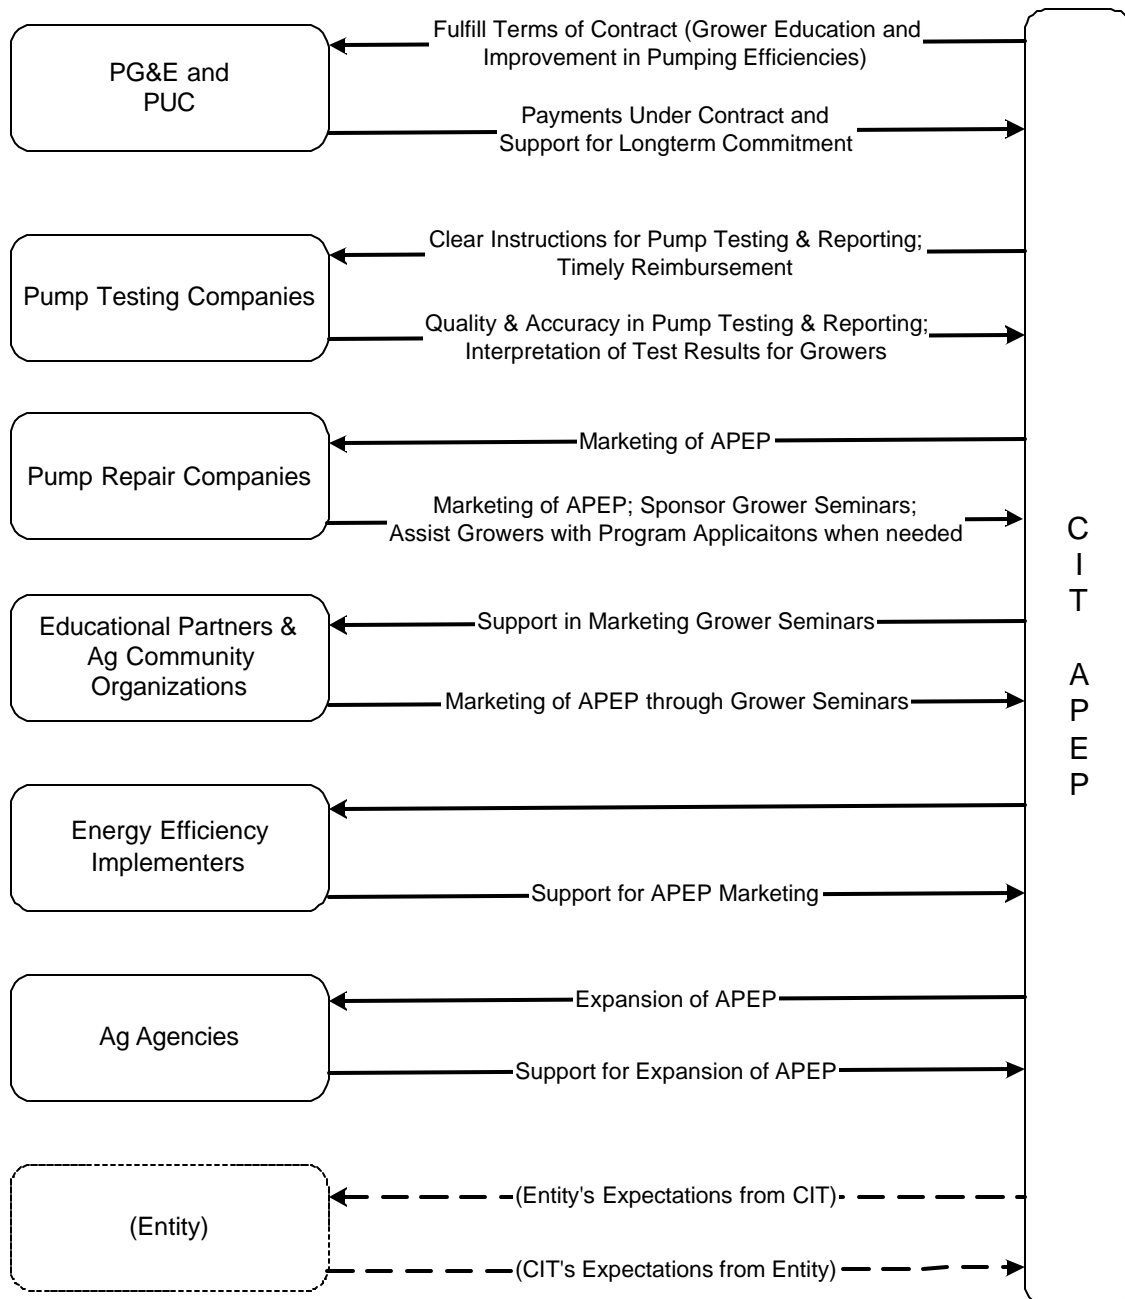 Fulfill Terms of Contract (Grower Education and
Improvement in Pumping Efficiencies)
PG&E and
PUC
Payments Under Contract and
Support for Longterm Commitment
Clear Instructions for Pump Testing & Reporting;
Timely Reimbursement
Pump Testing Companies
Quality & Accuracy in Pump Testing & Reporting;
Interpretation of Test Results for Growers
Marketing of APEP
Pump Repair Companies
Marketing of APEP; Sponsor Grower Seminars;
Assist Growers with Program Applicaitons when needed
Support in Marketing Grower Seminars
Educational Partners &
Ag Community
Organizations
Marketing of APEP through Grower Seminars
Energy Efficiency
Implementers
Support for APEP Marketing
Expansion of APEP
Ag Agencies
Support for Expansion of APEP
(Entity's Expectations from CIT)
(Entity)
(CIT's Expectations from Entity)
C
I
T
A
P
E
P